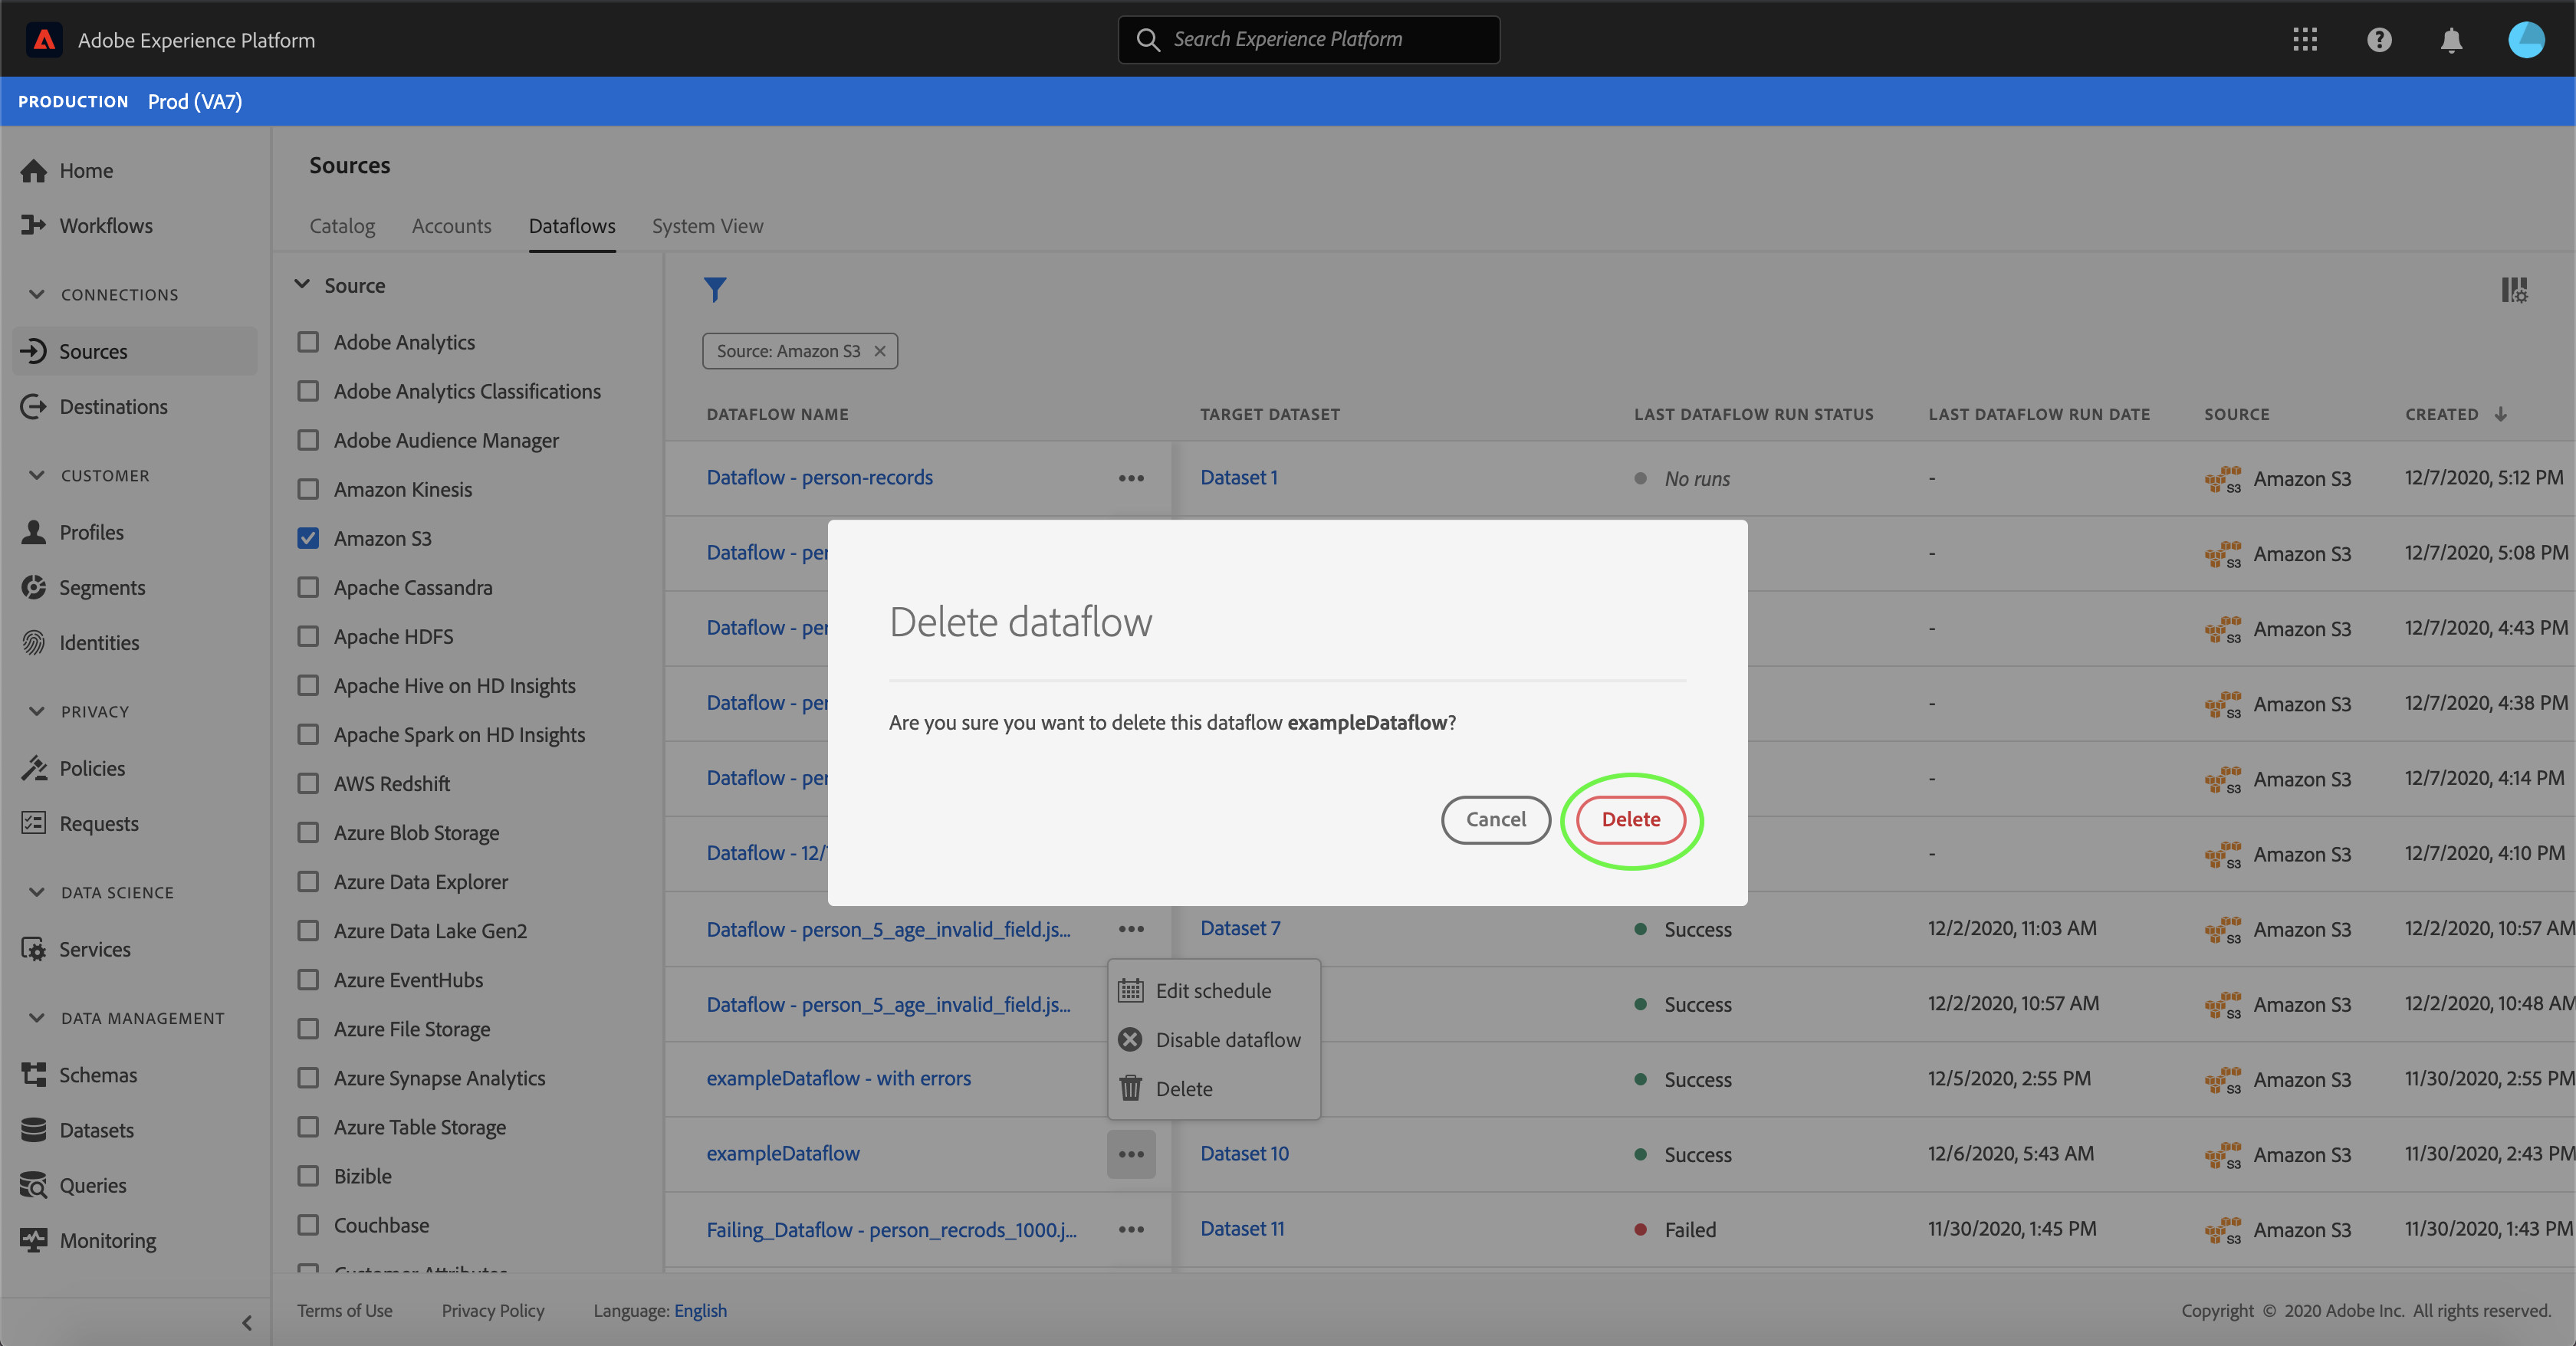 Adobe Experience Platform
Search Experience Platform
PRODUCTION Prod (VA7)
Home
Workflows
CONNECTIONS
Sources
Destinations
CUSTOMER
Profiles
Segments
Identities
PRIVACY
Policies
Requests
DATA SCIENCE
Services
DATA MANAGEMENT
Schemas
Datasets
Queries
Monitoring
Sources
Catalog Accounts Dataflows System View
Source
Adobe Analytics
Adobe Analytics Classifications
Adobe Audience Manager
Amazon Kinesis
Amazon S3
Apache Cassandra
Apache HDFS
Apache Hive on HD Insights
Apache Spark on HD Insights
AWS Redshift
Azure Blob Storage
Azure Data Explorer
Azure Data Lake Gen2
Azure EventHubs
Azure File Storage
Azure Synapse Analytics
Azure Table Storage
Bizible
Couchbase
Customer Attributes
Source: Amazon S3
DATAFLOW NAME TARGET DATASET LAST DATAFLOW RUN STATUS LAST DATAFLOW RUN DATE SOURCE CREATED
Dataflow - person-records Dataset 1 No runs - S3 Amazon S3 12/7/2020, 5:12 PM
Dataflow - per - S3 Amazon S3 12/7/2020, 5:08 PM
Dataflow - per - S3 Amazon S3 12/7/2020, 4:43 PM
Dataflow - per - S3 Amazon S3 12/7/2020, 4:38 PM
Dataflow - per - S3 Amazon S3 12/7/2020, 4:14 PM
Dataflow - 12/ - S3 Amazon S3 12/7/2020, 4:10 PM
Dataflow - person_5_age_invalid_field.js... Dataset 7 Success 12/2/2020, 11:03 AM S3 Amazon S3 12/2/2020, 10:57 AM
Dataflow - person_5_age_invalid_field.js... Success 12/2/2020, 10:57 AM S3 Amazon S3 12/2/2020, 10:48 AM
exampleDataflow - with errors Success 12/5/2020, 2:55 PM S3 Amazon S3 11/30/2020, 2:55 PM
exampleDataflow Dataset 10 Success 12/6/2020, 5:43 AM S3 Amazon S3 11/30/2020, 2:43 PM
Failing_Dataflow - person_recrods_1000.j... Dataset 11 Failed 11/30/2020, 1:45 PM S3 Amazon S3 11/30/2020, 1:43 PM
Delete dataflow
Are you sure you want to delete this dataflow exampleDataflow?
Cancel Delete
Edit schedule
Disable dataflow
Delete
Terms of Use Privacy Policy Language: English
Copyright © 2020 Adobe Inc. All rights reserved.